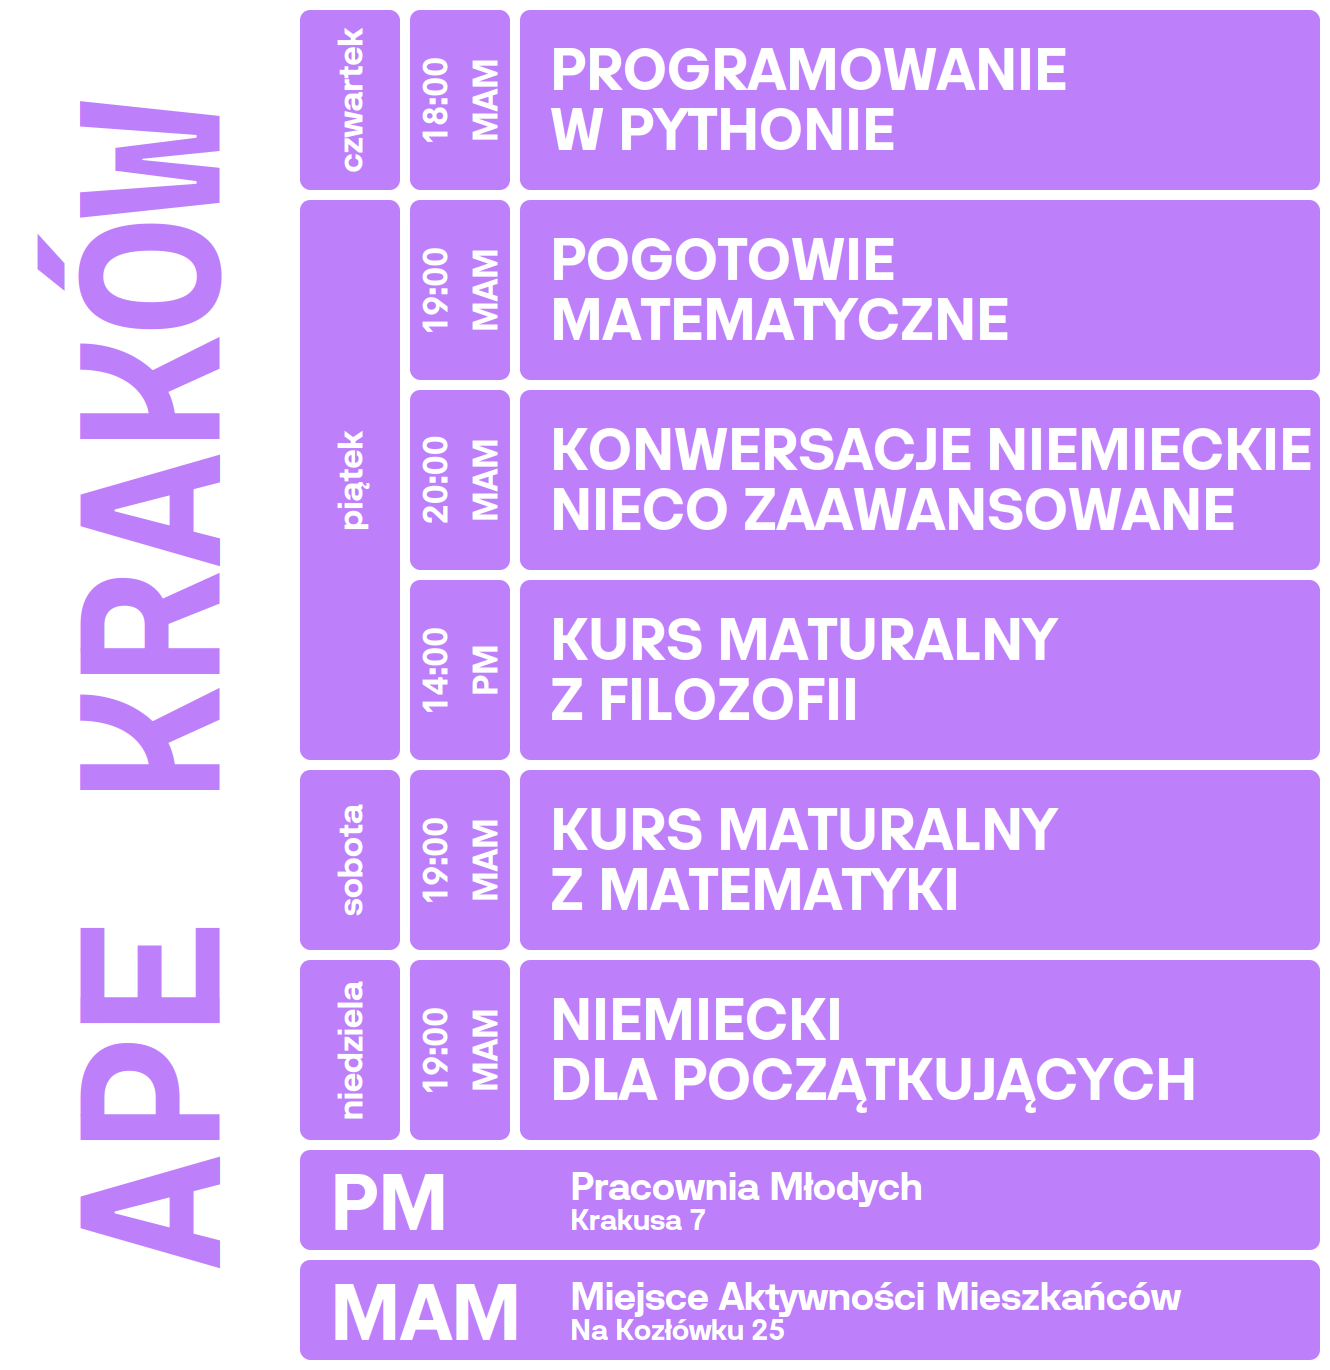 APE KRAKÓW
czwartek
18:00
MAM
PROGRAMOWANIE
W PYTHONIE
piątek
19:00
MAM
POGOTOWIE
MATEMATYCZNE
20:00
MAM
KONWERSACJE NIEMIECKIE
NIECO ZAAWANSOWANE
14:00
PM
KURS MATURALNY
Z FILOZOFII
sobota
19:00
MAM
KURS MATURALNY
Z MATEMATYKI
niedziela
19:00
MAM
NIEMIECKI
DLA POCZĄTKUJĄCYCH
PM
Pracownia Młodych
Krakusa 7
MAM
Miejsce Aktywności Mieszkańców
Na Kozłówku 25